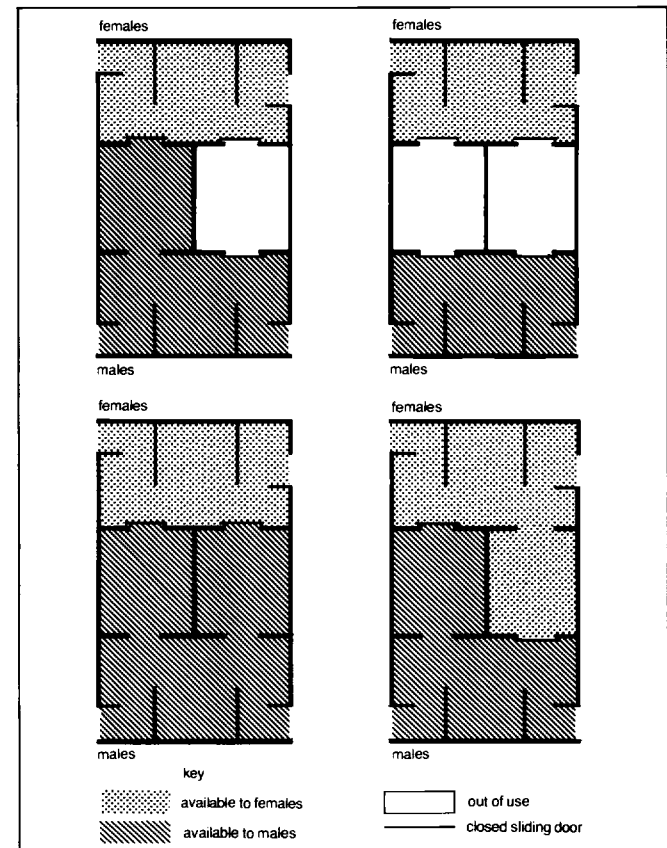 females females
males males
females females
males males
key
available to females out of use
available to males closed sliding door